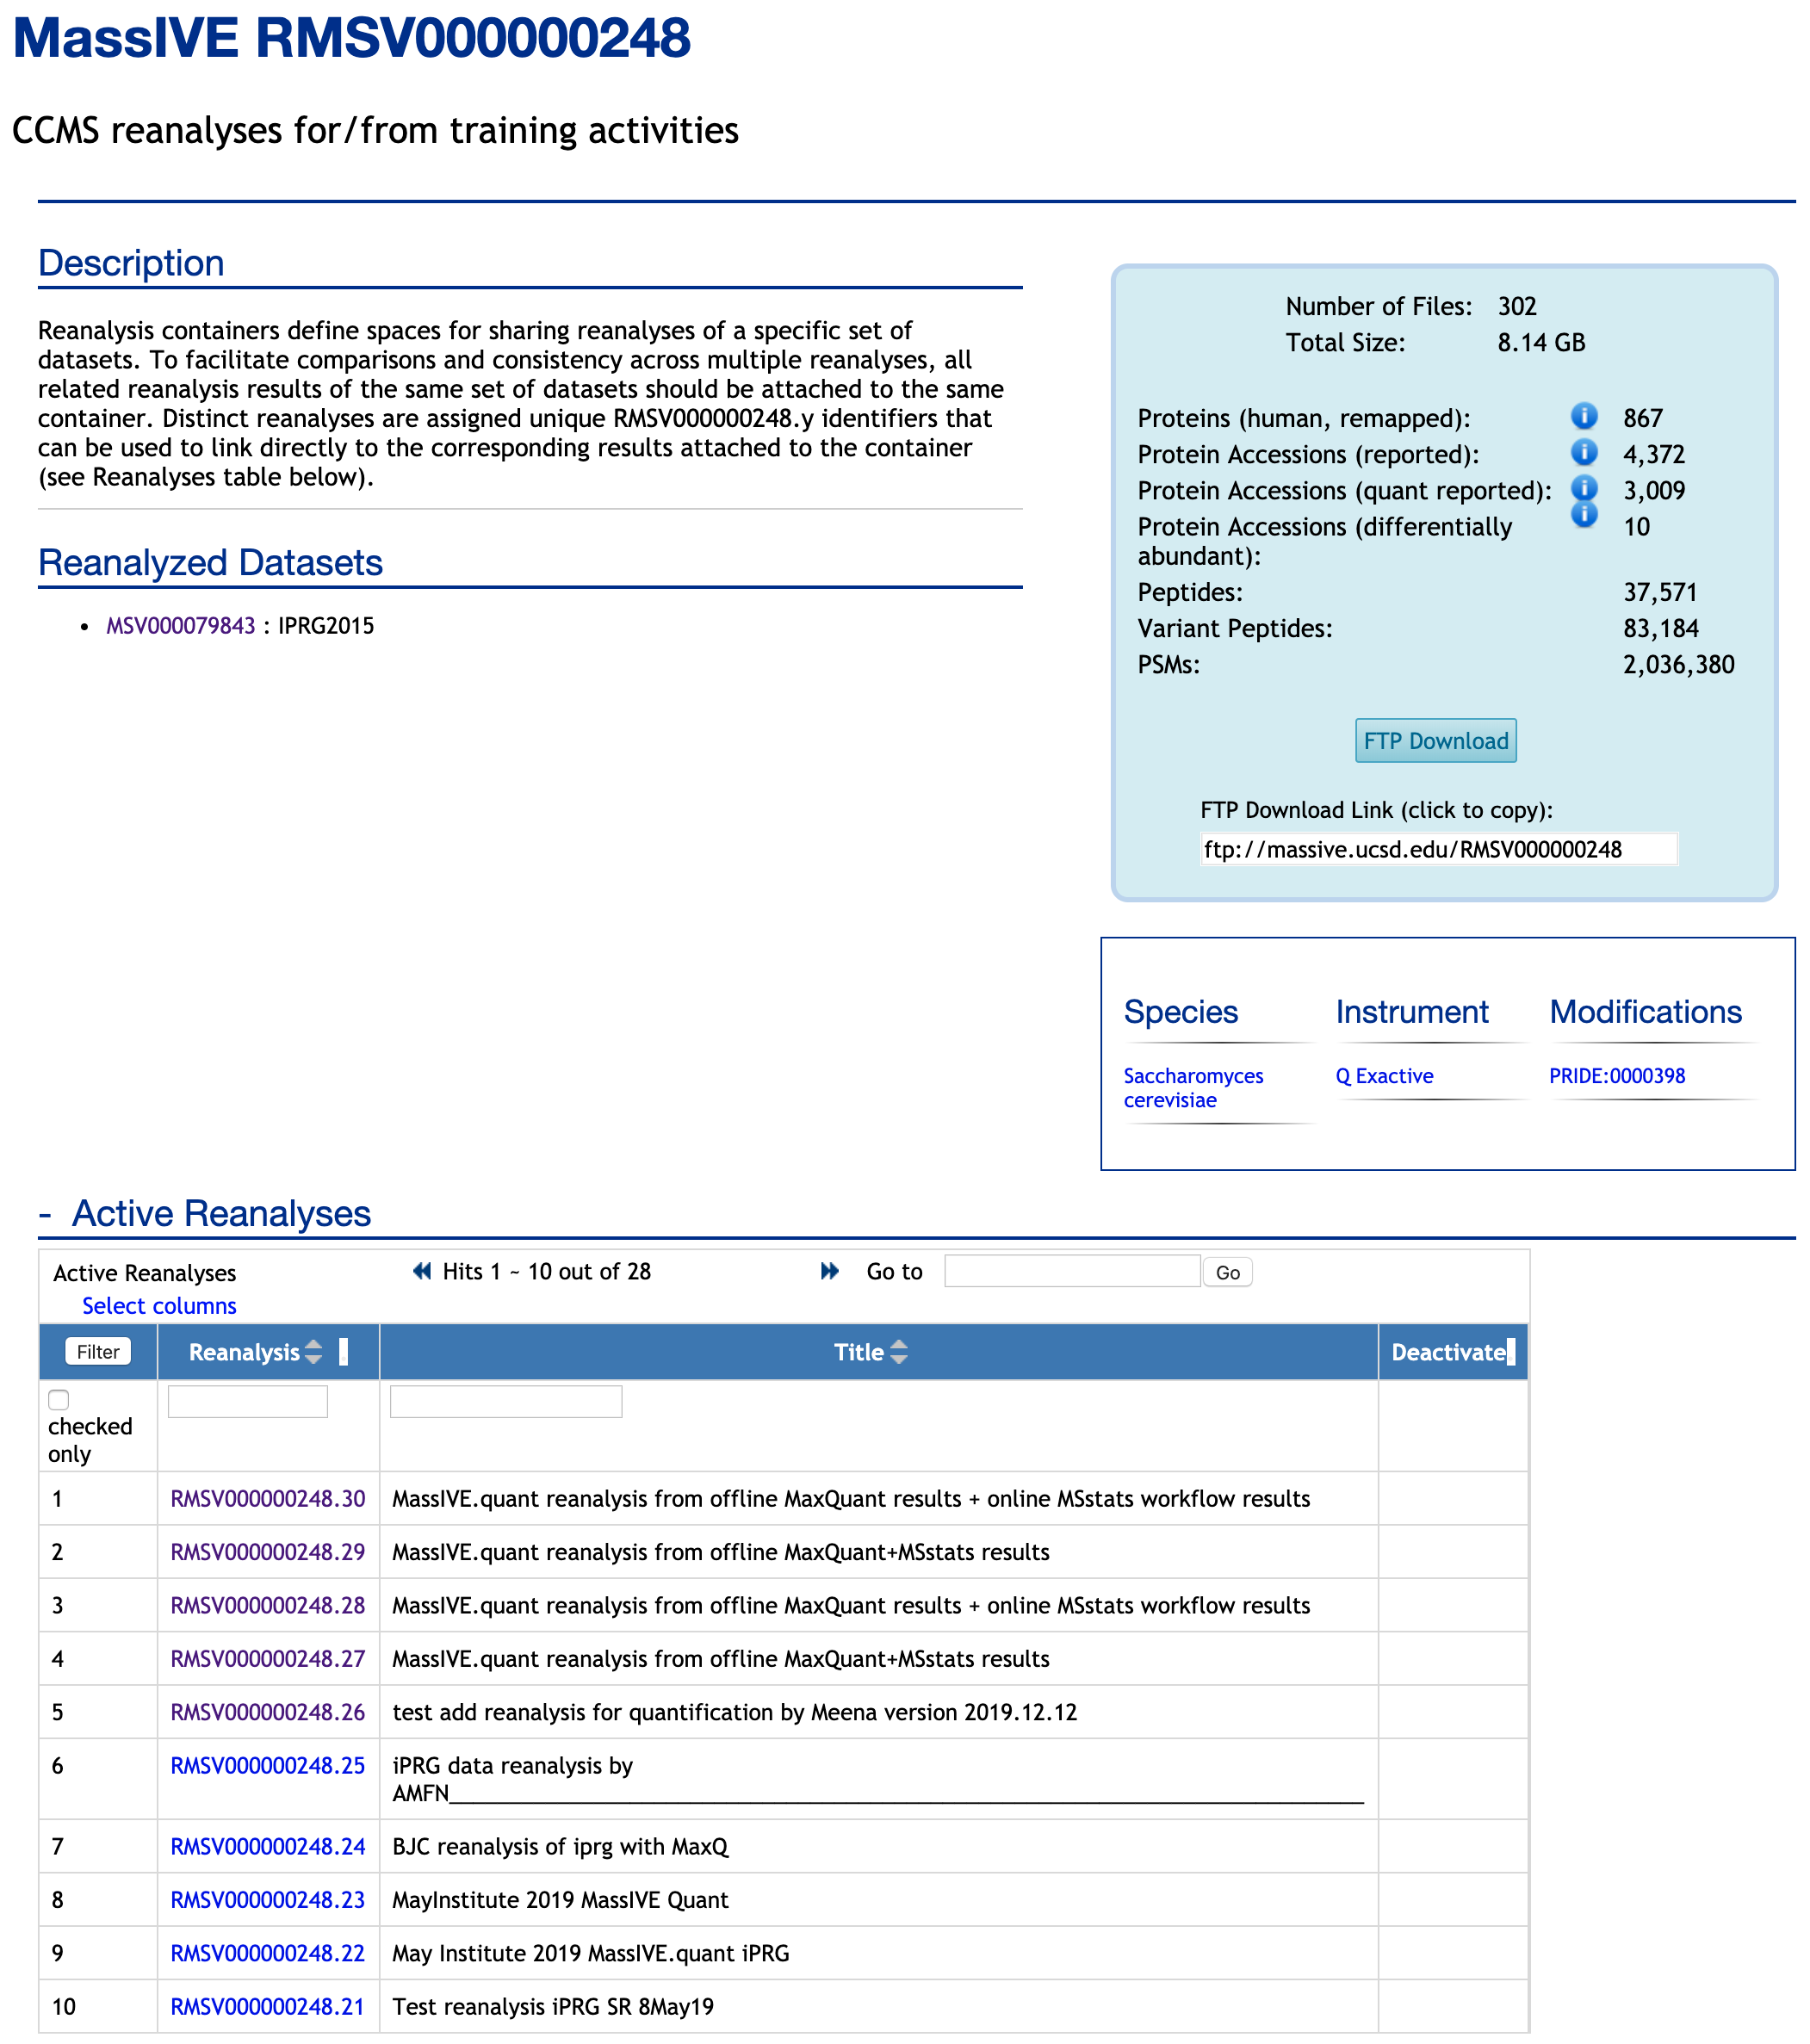 MassIVE RMSV000000248
CCMS reanalyses for/from training activities
Description
Reanalysis containers define spaces for sharing reanalyses of a specific set of
datasets. To facilitate comparisons and consistency across multiple reanalyses, all
related reanalysis results of the same set of datasets should be attached to the same
container. Distinct reanalyses are assigned unique RMSV000000248.y identifiers that
can be used to link directly to the corresponding results attached to the container
(see Reanalyses table below).
Reanalyzed Datasets
• MSV000079843 : IPRG2015
Number of Files: 302
Total Size: 8.14 GB
Proteins (human, remapped): i 867
Protein Accessions (reported): i 4,372
Protein Accessions (quant reported): i 3,009
Protein Accessions (differentially i 10
abundant):
Peptides: 37,571
Variant Peptides: 83,184
PSMs: 2,036,380
FTP Download
FTP Download Link (click to copy):
ftp://massive.ucsd.edu/RMSV000000248
Species Instrument Modifications
Saccharomyces Q Exactive PRIDE:0000398
cerevisiae
- Active Reanalyses
Active Reanalyses Hits 1 ~ 10 out of 28 Go to Go
Select columns
Filter Reanalysis Title Deactivate
checked
only
1 RMSV000000248.30 MassIVE.quant reanalysis from offline MaxQuant results + online MSstats workflow results
2 RMSV000000248.29 MassIVE.quant reanalysis from offline MaxQuant+MSstats results
3 RMSV000000248.28 MassIVE.quant reanalysis from offline MaxQuant results + online MSstats workflow results
4 RMSV000000248.27 MassIVE.quant reanalysis from offline MaxQuant+MSstats results
5 RMSV000000248.26 test add reanalysis for quantification by Meena version 2019.12.12
6 RMSV000000248.25 iPRG data reanalysis by
AMFN____________________________________________________________________________
7 RMSV000000248.24 BJC reanalysis of iprg with MaxQ
8 RMSV000000248.23 MayInstitute 2019 MassIVE Quant
9 RMSV000000248.22 May Institute 2019 MassIVE.quant iPRG
10 RMSV000000248.21 Test reanalysis iPRG SR 8May19